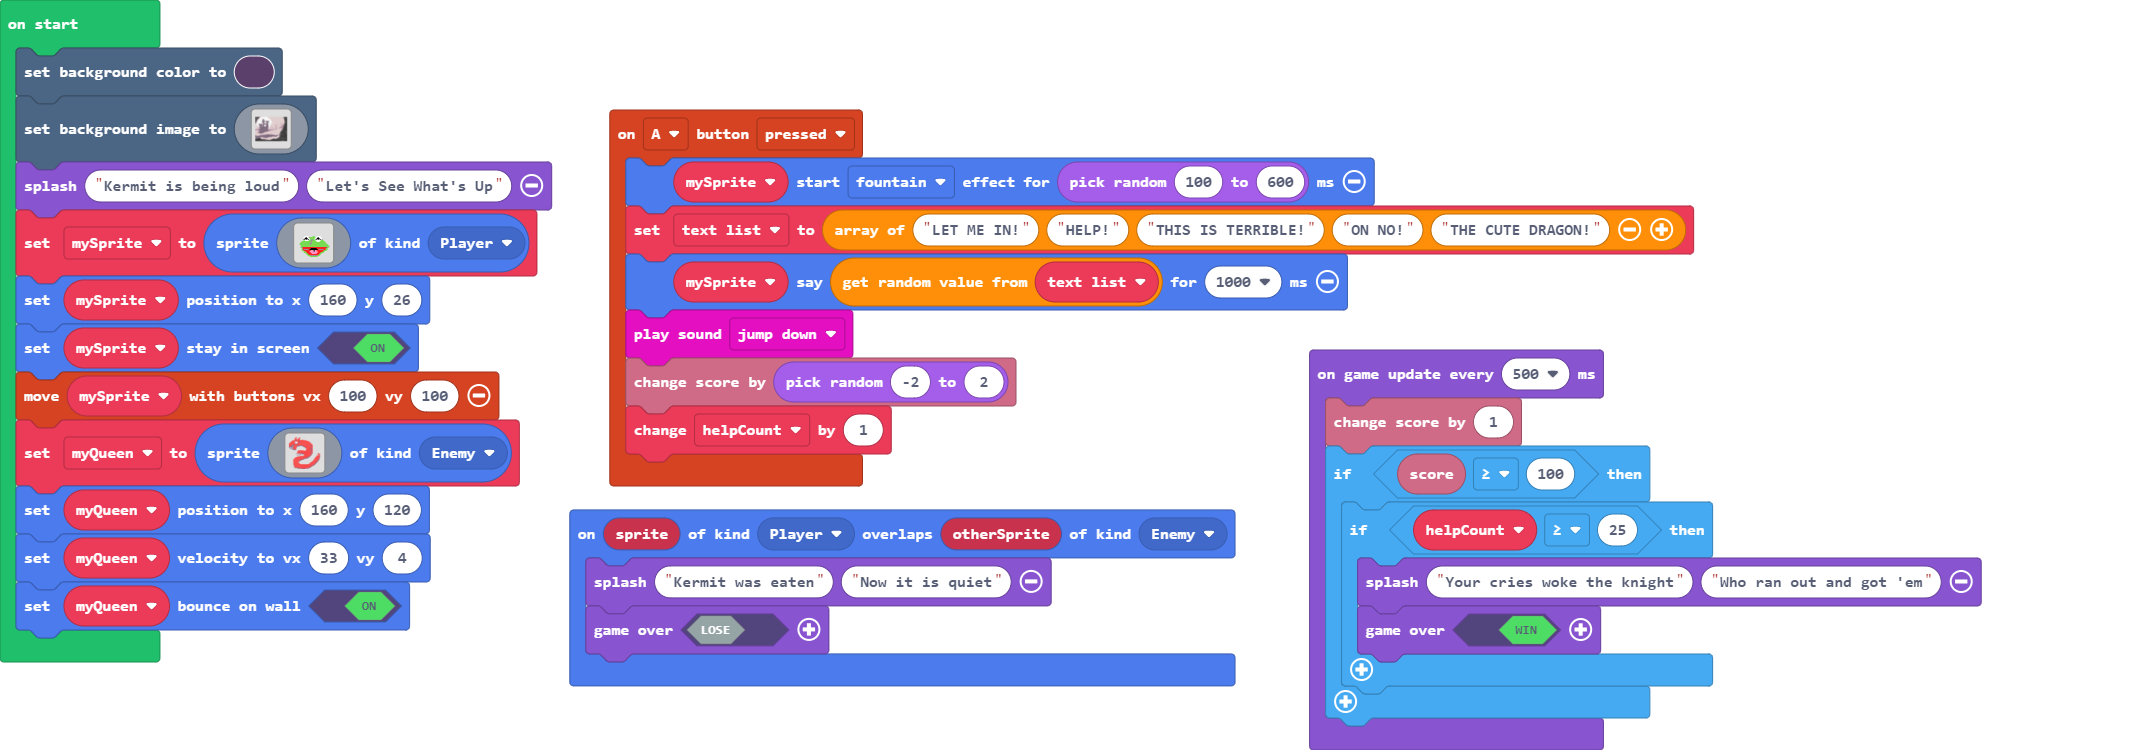 on start
set background color to
set background image to
splash "Kermit is being loud" "Let's See What's Up"
set mySprite to sprite of kind Player
set mySprite position to x 160 y 26
set mySprite stay in screen ON
move mySprite with buttons vx 100 vy 100
set myQueen to sprite of kind Enemy
set myQueen position to x 160 y 120
set myQueen velocity to vx 33 vy 4
set myQueen bounce on wall ON
on A button pressed
mySprite start fountain effect for pick random 100 to 600 ms
set text list to array of "LET ME IN!" "HELP!" "THIS IS TERRIBLE!" "ON NO!" "THE CUTE DRAGON!"
mySprite say get random value from text list for 1000 ms
play sound jump down
change score by pick random -2 to 2
change helpCount by 1
on sprite of kind Player overlaps otherSprite of kind Enemy
splash "Kermit was eaten" "Now it is quiet"
game over LOSE
on game update every 500 ms
change score by 1
if score ≥ 100 then
if helpCount ≥ 25 then
splash "Your cries woke the knight" "Who ran out and got 'em"
game over WIN